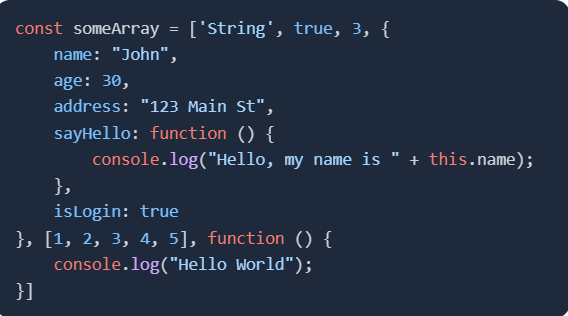 const someArray = ['String', true, 3, {
    name: "John",
    age: 30,
    address: "123 Main St",
    sayHello: function () {
        console.log("Hello, my name is " + this.name);
    },
    isLogin: true
}, [1, 2, 3, 4, 5], function () {
    console.log("Hello World");
}]